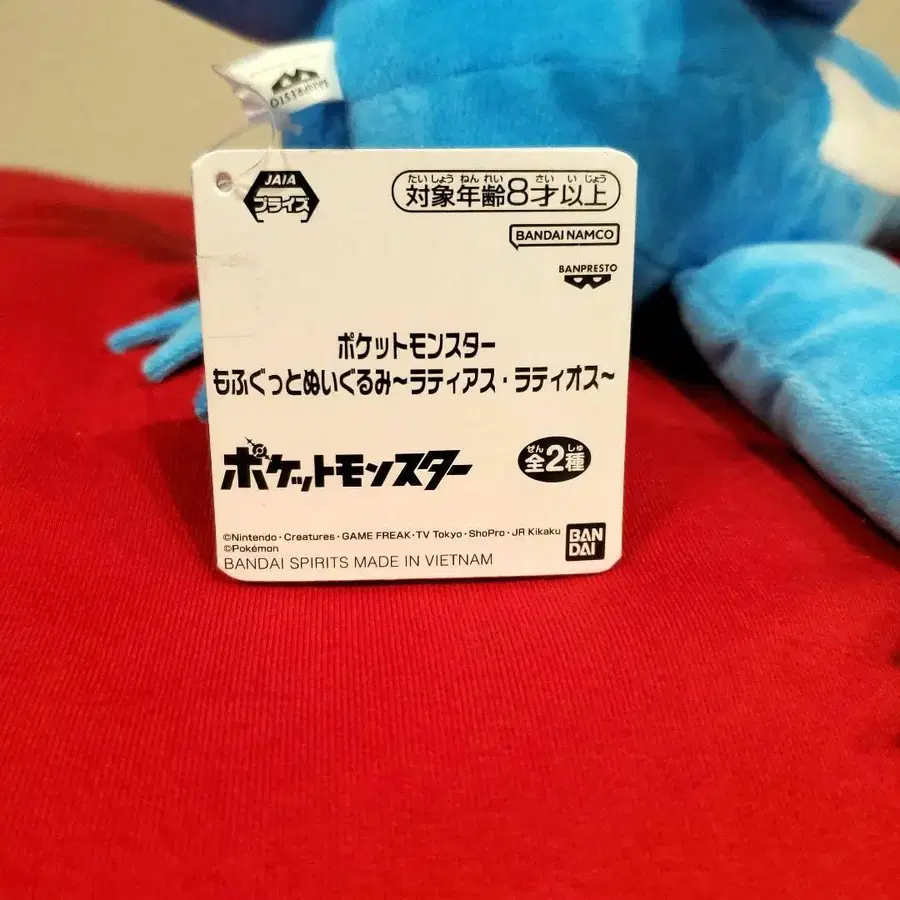 BANPRESTO
JAIA
プライズ
たいしょうねんれい さいいじょう
対象年齢8才以上
BANDAI NAMCO
BANPRESTO
ポケットモンスター
もふぐっとぬいぐるみ～ラティアス・ラティオス～
ポケットモンスター
ぜん しゅ
全2種
©Nintendo・Creatures・GAME FREAK・TV Tokyo・ShoPro・JR Kikaku
©Pokémon
BANDAI SPIRITS MADE IN VIETNAM
BAN
DAI